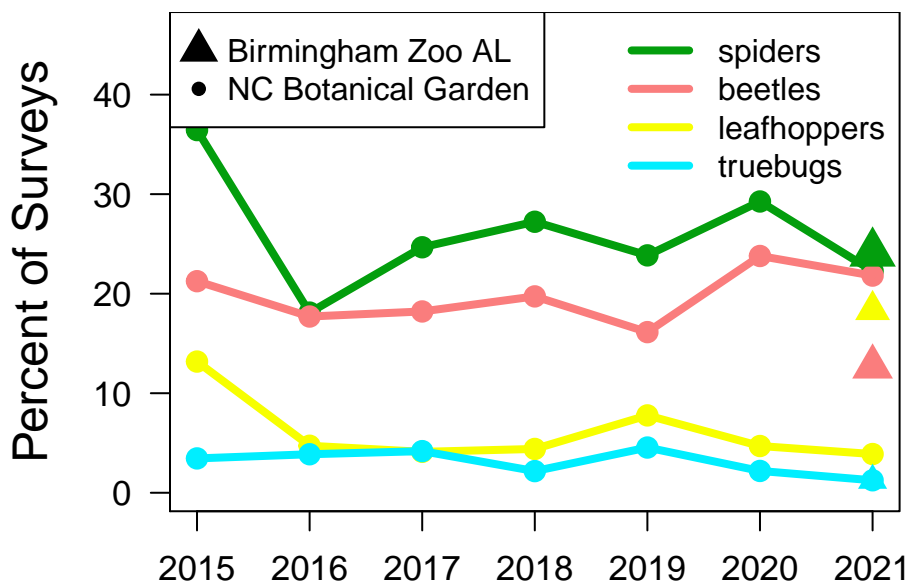 Percent of Surveys
Birmingham Zoo AL
NC Botanical Garden
spiders
beetles
leafhoppers
truebugs
40
30
20
10
0
2015 2016 2017 2018 2019 2020 2021